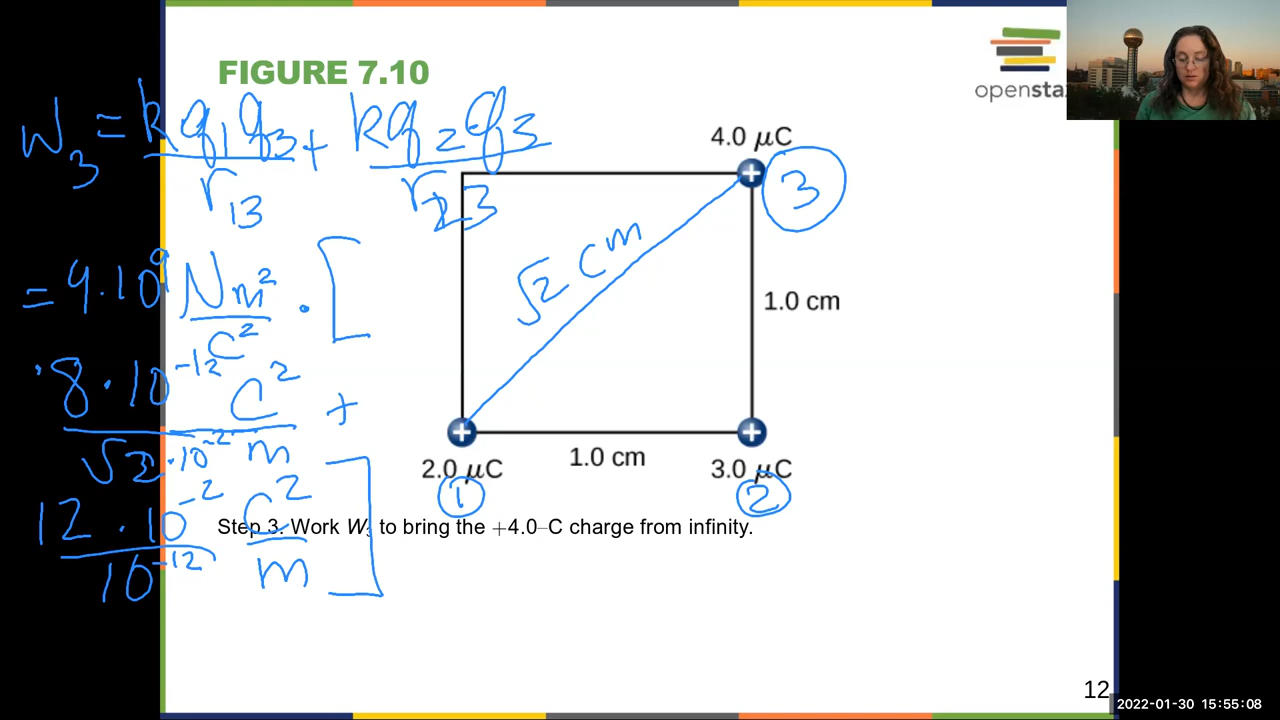 FIGURE 7.10
openstax
W₃ = kq₁q₃/r₁₃ + kq₂q₃/r₂₃
4.0 μC
3
= 9·10⁹ Nm²/C² · [
√2 cm
1.0 cm
·8·10⁻¹² C²/√2·10⁻² m +
1.0 cm
2.0 μC
3.0 μC
1
2
12·10⁻²/10⁻¹² C²/m ]
Step 3. Work W₃ to bring the +4.0–C charge from infinity.
12
2022-01-30 15:55:08